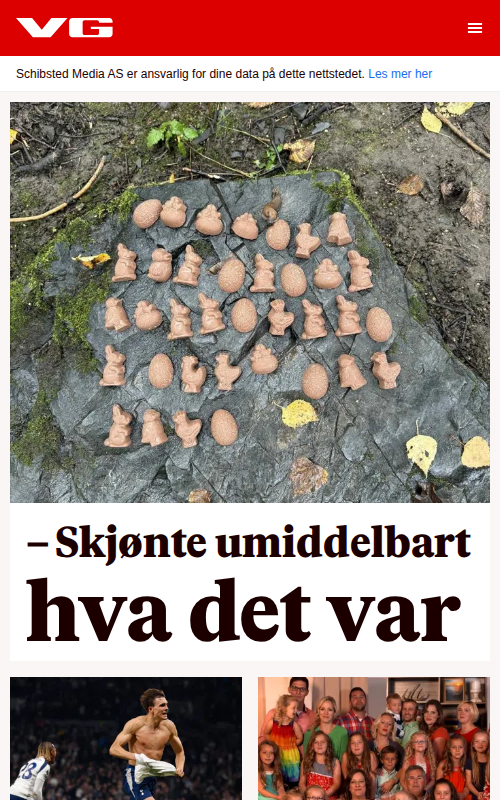 VG
Schibsted Media AS er ansvarlig for dine data på dette nettstedet. Les mer her
– Skjønte umiddelbart
hva det var
23